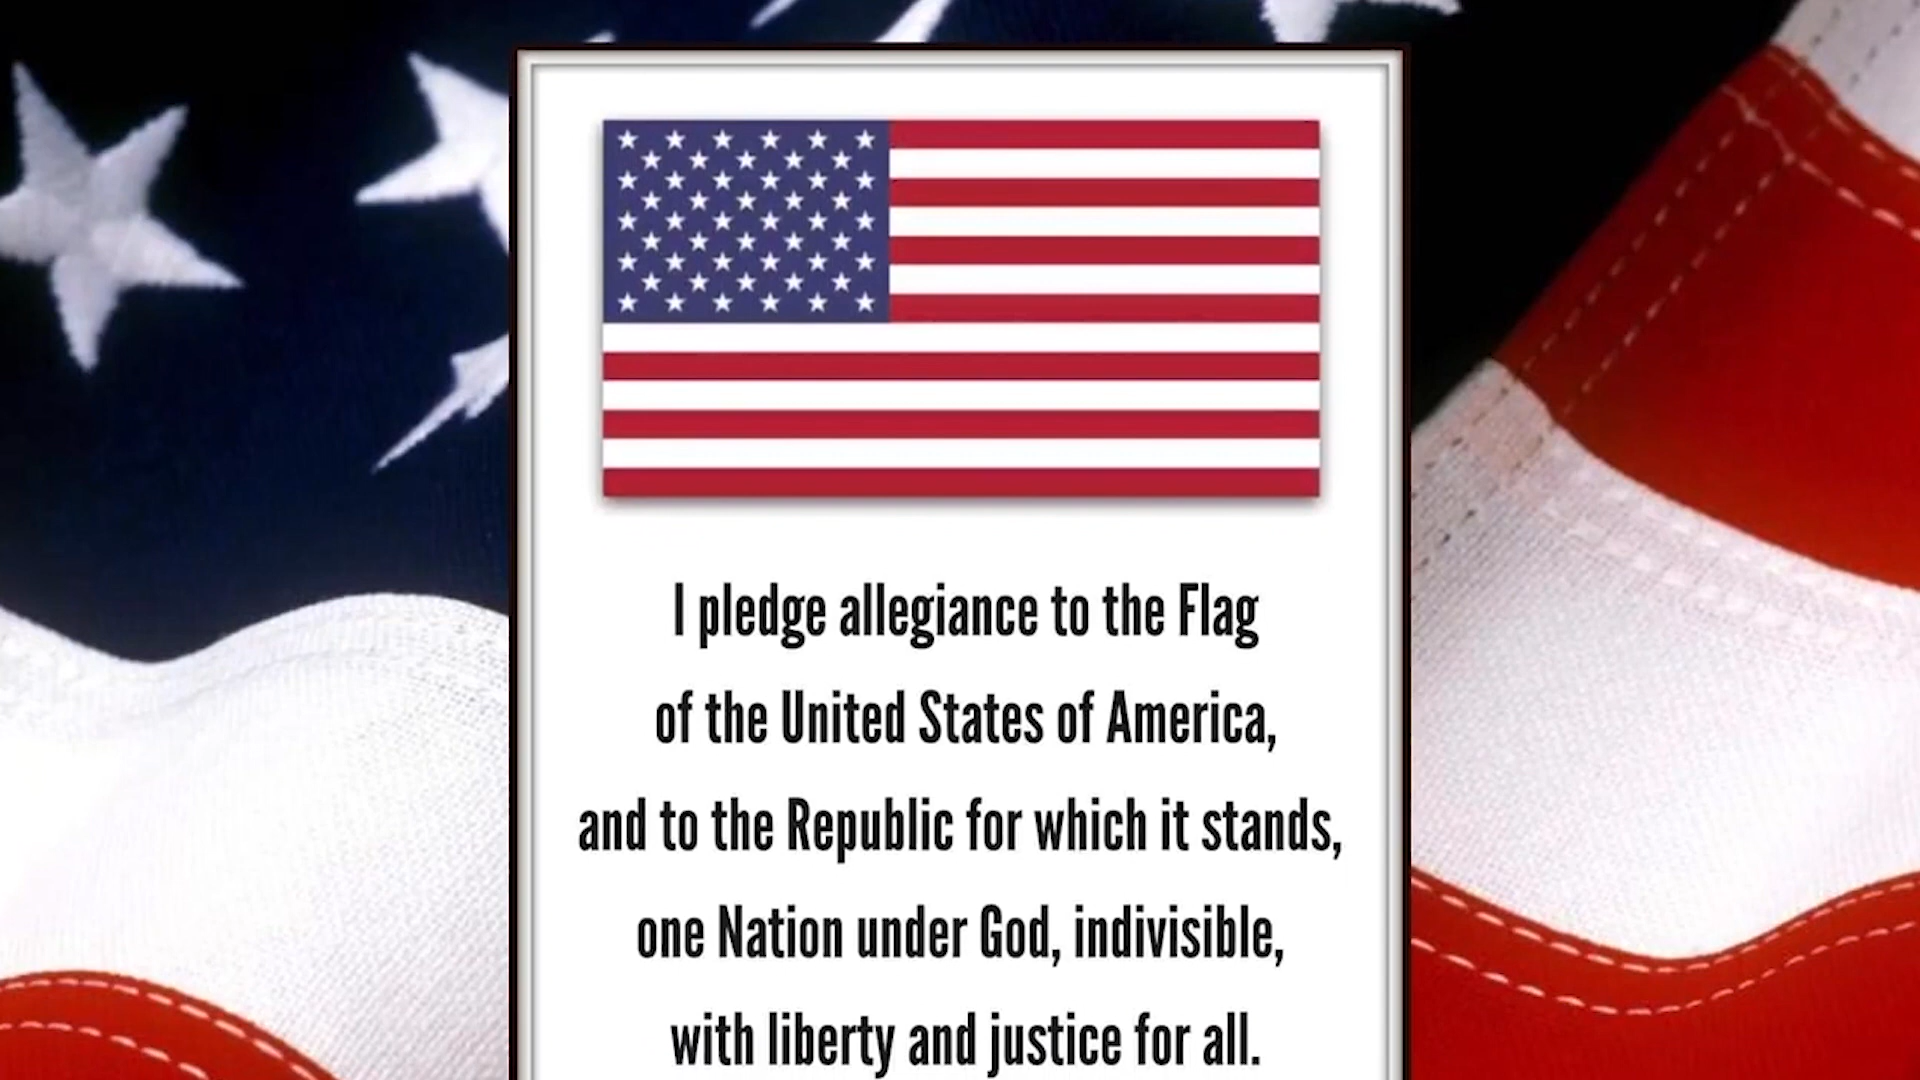 I pledge allegiance to the Flag
of the United States of America,
and to the Republic for which it stands,
one Nation under God, indivisible,
with liberty and justice for all.